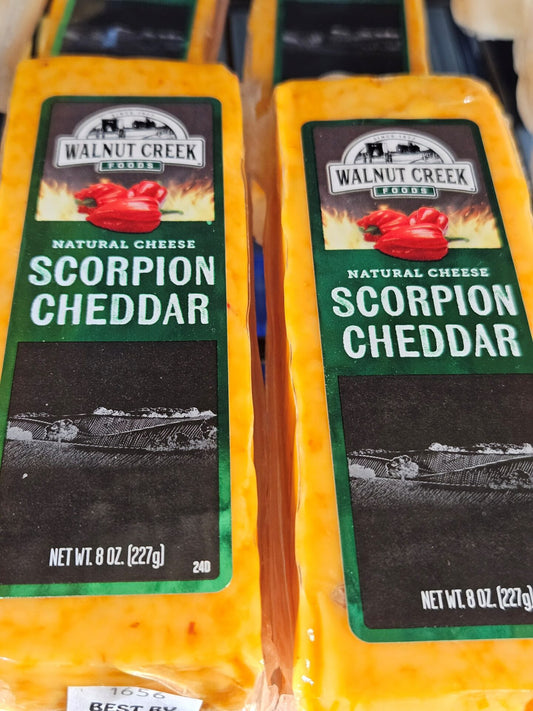 WALNUT CREEK
FOODS
NATURAL CHEESE
SCORPION
CHEDDAR
NET WT. 8 OZ. (227g)
24D
1656
BEST BY
WALNUT CREEK
FOODS
NATURAL CHEESE
SCORPION
CHEDDAR
NET WT. 8 OZ. (227g)